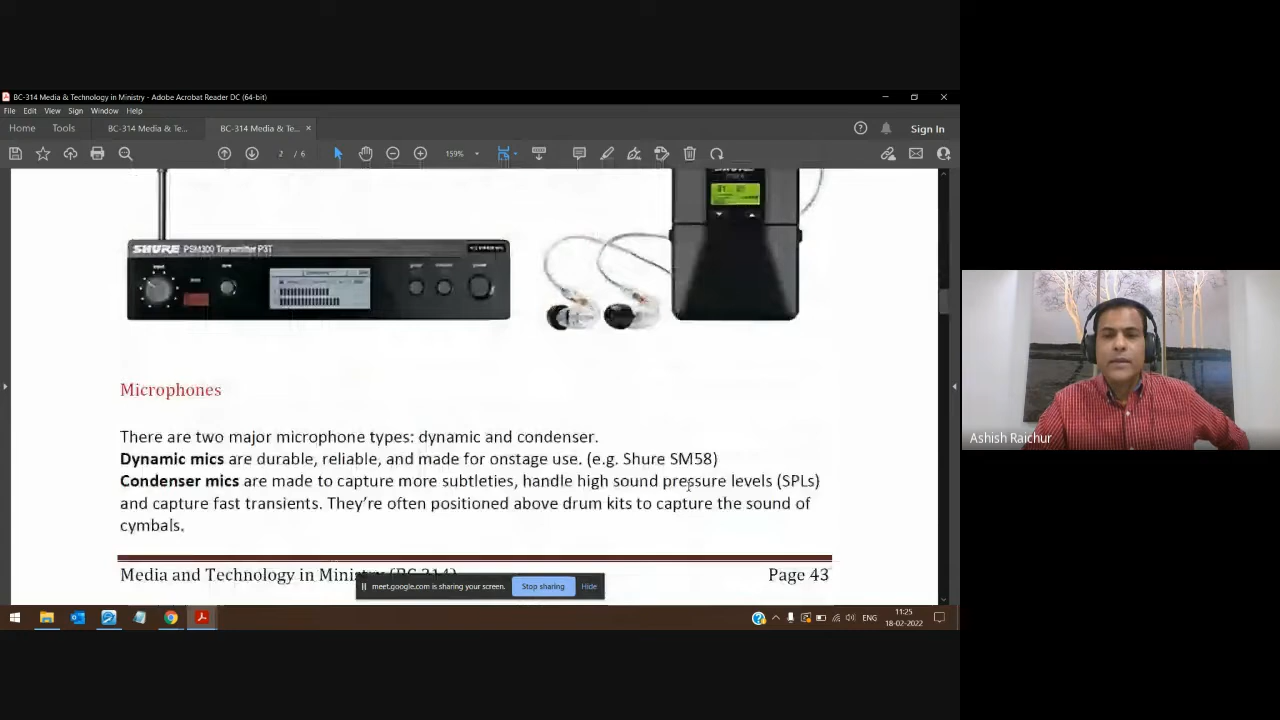 BC-314 Media & Technology in Ministry - Adobe Acrobat Reader DC (64-bit)
File Edit View Sign Window Help
Home Tools BC-314 Media & Te... BC-314 Media & Te... × Sign In
2 / 6 159%
SHURE PSM300 Transmitter P3T
Microphones
There are two major microphone types: dynamic and condenser.
Dynamic mics are durable, reliable, and made for onstage use. (e.g. Shure SM58)
Condenser mics are made to capture more subtleties, handle high sound pressure levels (SPLs)
and capture fast transients. They're often positioned above drum kits to capture the sound of
cymbals.
Media and Technology in Ministry (BC 314) Page 43
meet.google.com is sharing your screen. Stop sharing Hide
ENG 11:25
18-02-2022
Ashish Raichur